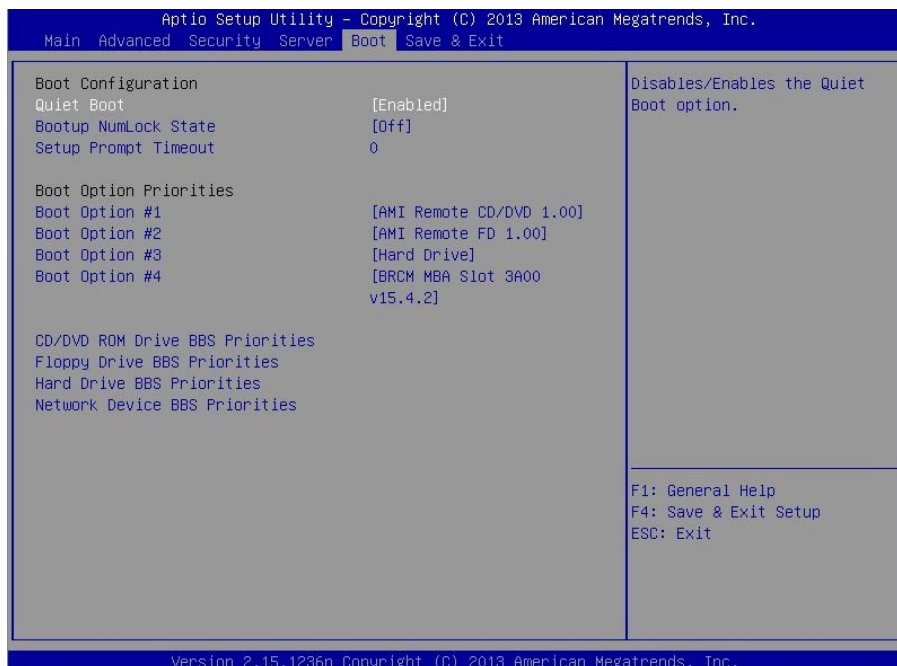 Aptio Setup Utility – Copyright (C) 2013 American Megatrends, Inc.
Main Advanced Security Server Boot Save & Exit
Boot Configuration
Quiet Boot [Enabled]
Bootup NumLock State [Off]
Setup Prompt Timeout 0
Boot Option Priorities
Boot Option #1 [AMI Remote CD/DVD 1.00]
Boot Option #2 [AMI Remote FD 1.00]
Boot Option #3 [Hard Drive]
Boot Option #4 [BRCM MBA Slot 3A00
v15.4.2]
CD/DVD ROM Drive BBS Priorities
Floppy Drive BBS Priorities
Hard Drive BBS Priorities
Network Device BBS Priorities
Disables/Enables the Quiet
Boot option.
F1: General Help
F4: Save & Exit Setup
ESC: Exit
Version 2.15.1236n Copyright (C) 2013 American Megatrends, Inc.